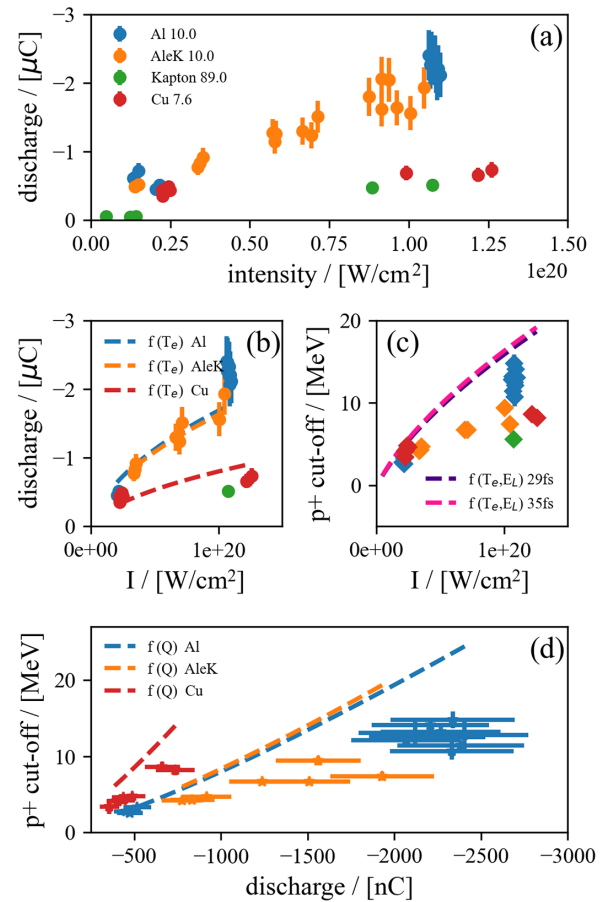 (a)
Al 10.0
AleK 10.0
Kapton 89.0
Cu 7.6
−3
−2
−1
0
discharge / [μC]
0.00 0.25 0.50 0.75 1.00 1.25 1.50
1e20
intensity / [W/cm²]
(b)
f (Tₑ) Al
f (Tₑ) AleK
f (Tₑ) Cu
−3
−2
−1
0
discharge / [μC]
0e+00 1e+20
I / [W/cm²]
(c)
20
10
0
p+ cut-off / [MeV]
f (Tₑ,E_L) 29fs
f (Tₑ,E_L) 35fs
0e+00 1e+20
I / [W/cm²]
(d)
f (Q) Al
f (Q) AleK
f (Q) Cu
20
10
0
p+ cut-off / [MeV]
−500 −1000 −1500 −2000 −2500 −3000
discharge / [nC]